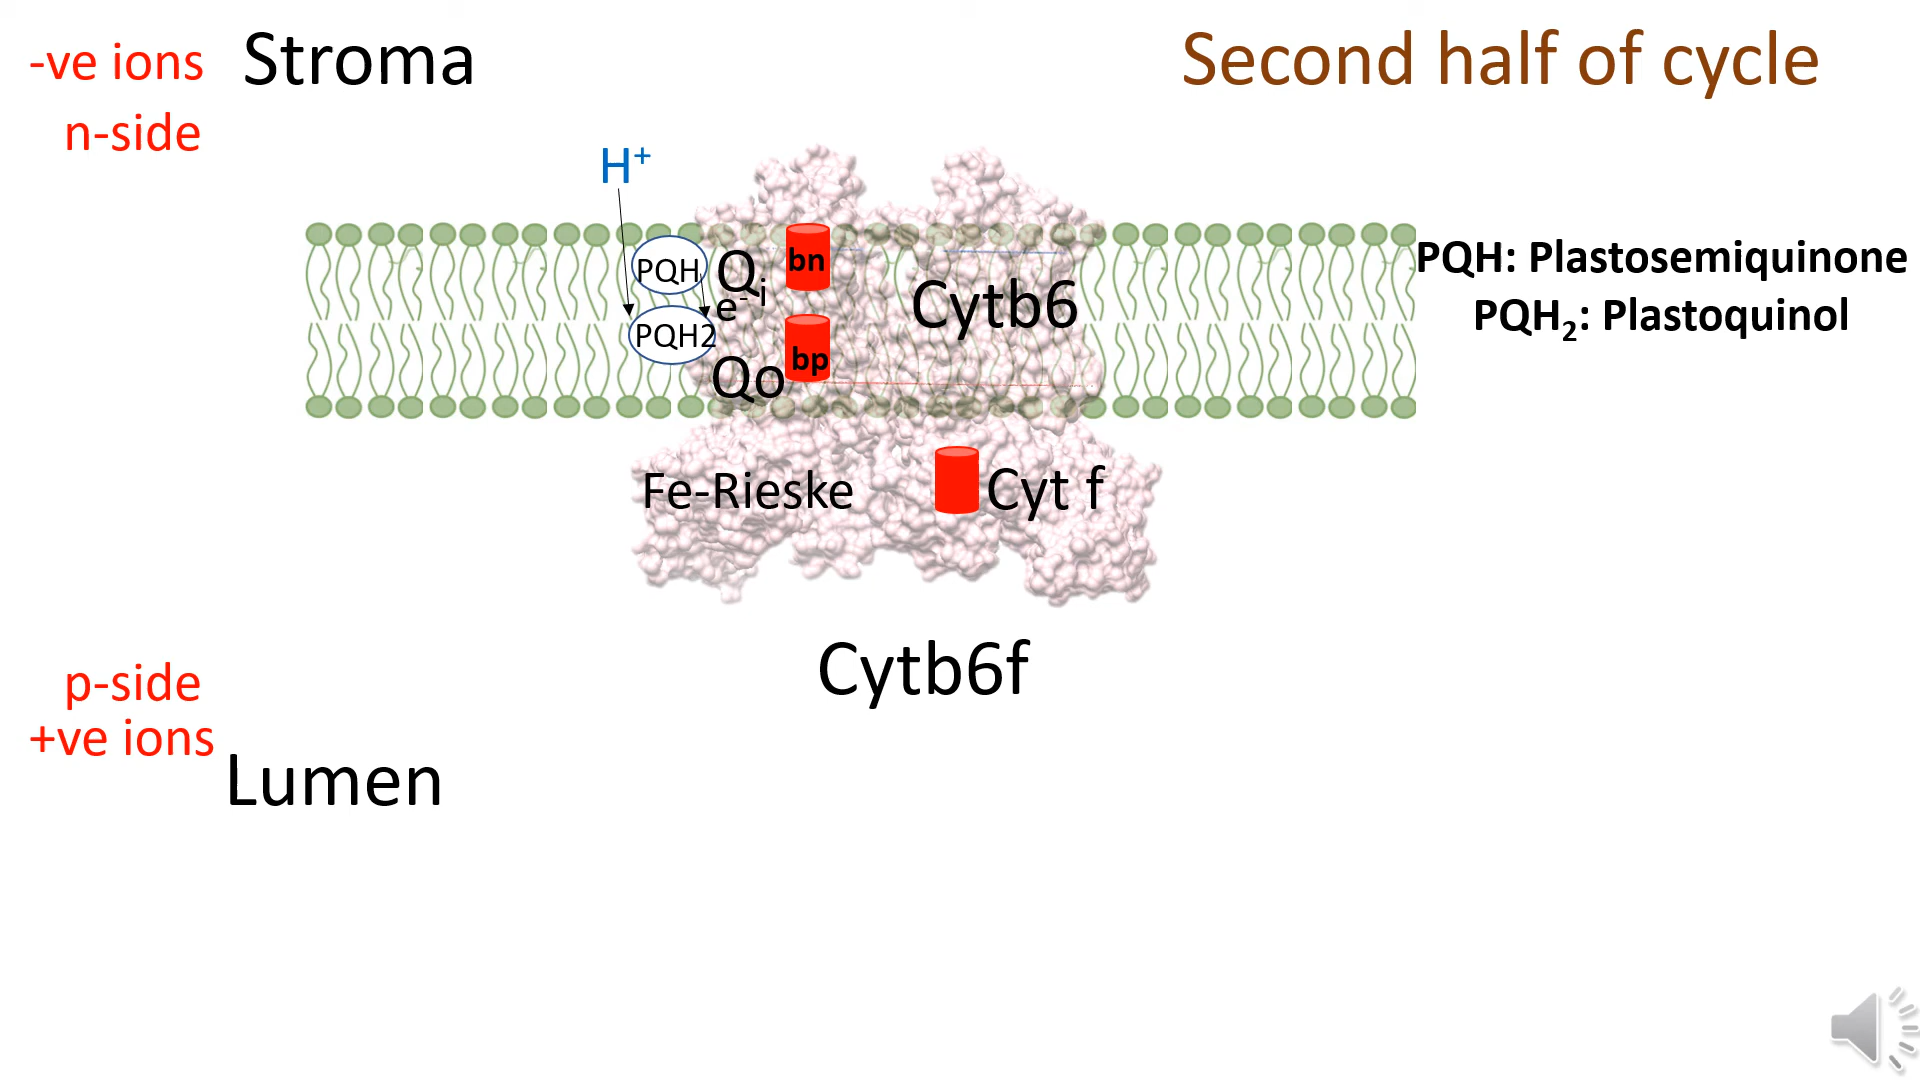 -ve ions
Stroma
Second half of cycle
n-side
H⁺
PQH: Plastosemiquinone
PQH
Qi
bn
e⁻
Cytb6
PQH₂: Plastoquinol
PQH2
bp
Qo
Fe-Rieske
Cyt f
Cytb6f
p-side
+ve ions
Lumen